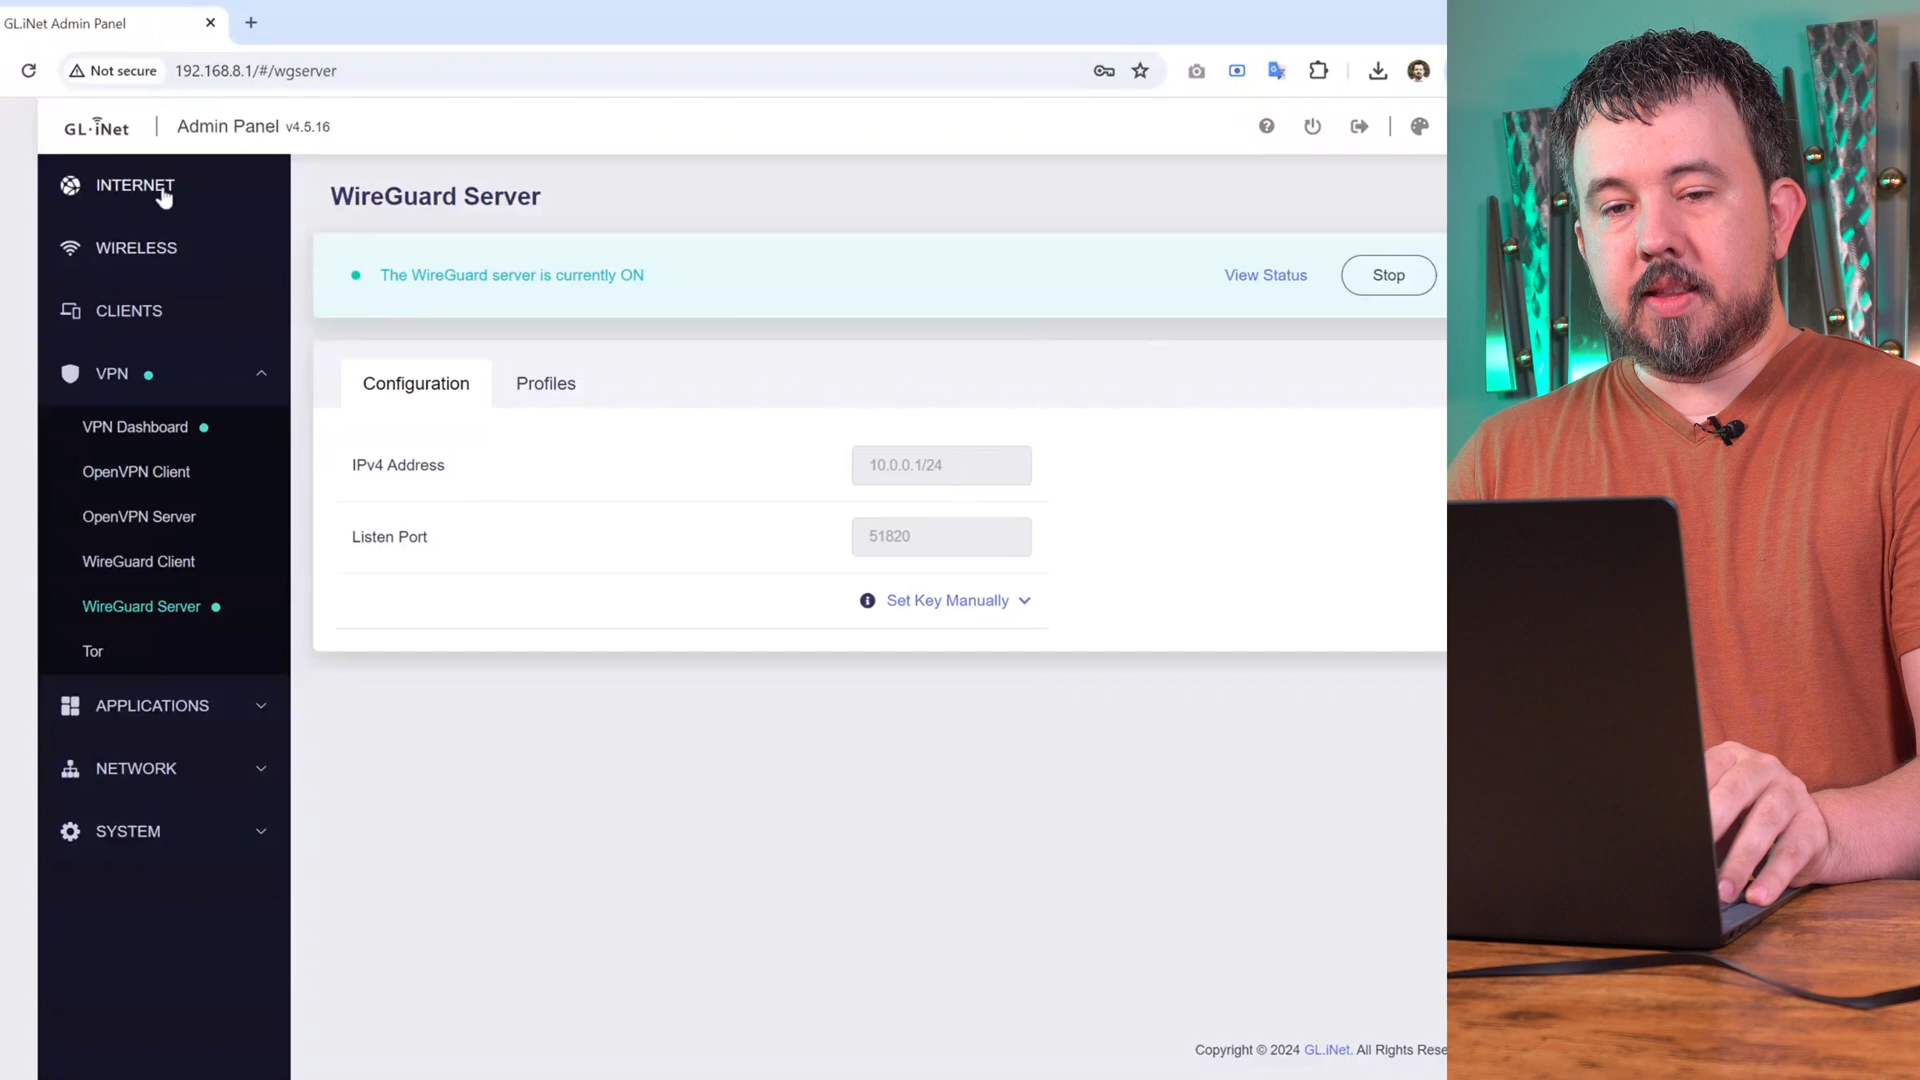 GL.iNet Admin Panel
Not secure 192.168.8.1/#/wgserver
GL·iNet Admin Panel v4.5.16
INTERNET
WIRELESS
CLIENTS
VPN
VPN Dashboard
OpenVPN Client
OpenVPN Server
WireGuard Client
WireGuard Server
Tor
APPLICATIONS
NETWORK
SYSTEM
WireGuard Server
The WireGuard server is currently ON View Status Stop
Configuration Profiles
IPv4 Address 10.0.0.1/24
Listen Port 51820
Set Key Manually
Copyright © 2024 GL.iNet. All Rights Rese